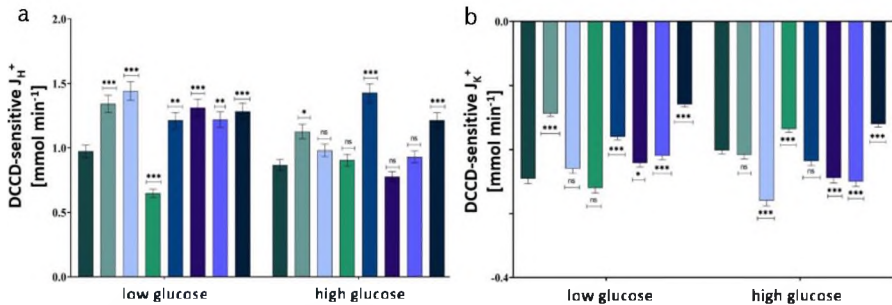 a
DCCD-sensitive J_H^+
[mmol min⁻¹]
2.0
1.5
1.0
0.5
0.0
*** *** *** ** *** ** ***
* ns ns *** ns ns ***
low glucose
high glucose
b
DCCD-sensitive J_K^+
[mmol min⁻¹]
0.0
-0.4
*** ns ns *** * *** ***
ns *** *** ns *** *** ***
low glucose
high glucose